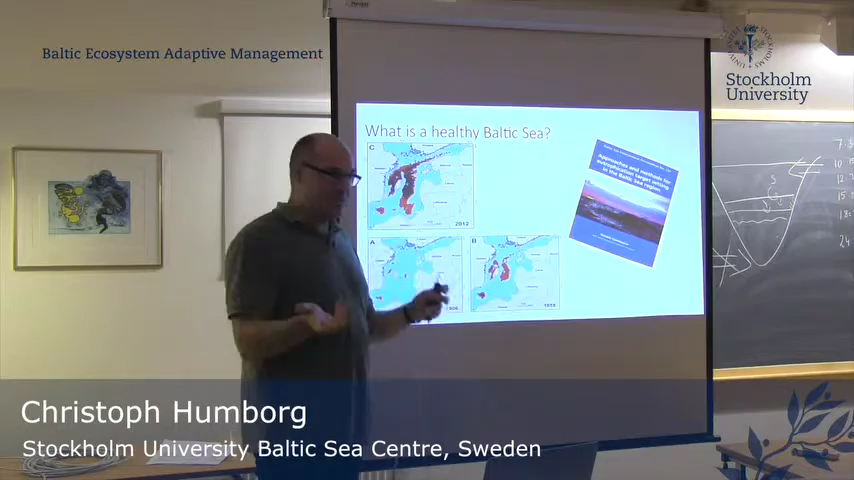 Baltic Ecosystem Adaptive Management
Stockholm
University
What is a healthy Baltic Sea?
C
2012
A
B
Approaches and methods for
eutrophication target setting
in the Baltic Sea region
Christoph Humborg
Stockholm University Baltic Sea Centre, Sweden